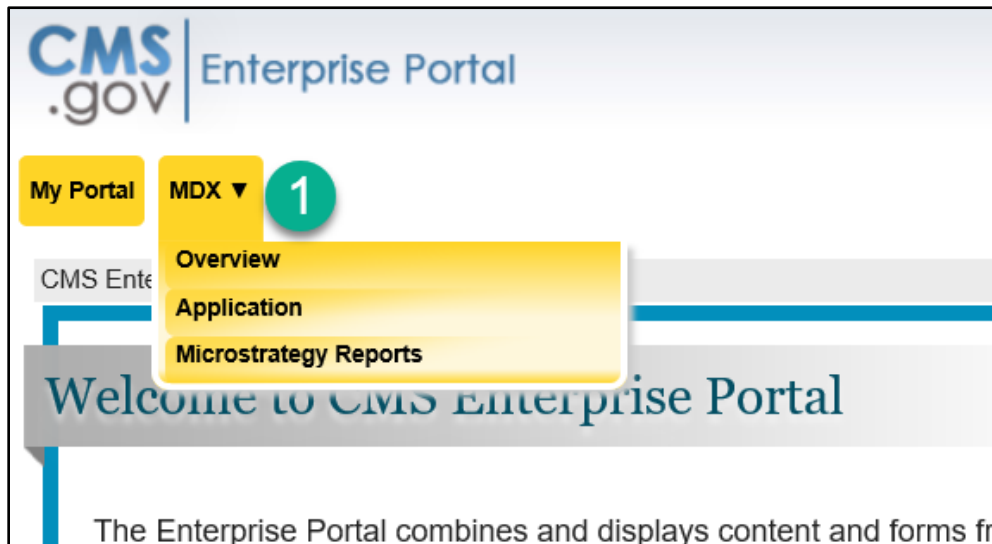 CMS
.gov
Enterprise Portal
My Portal
MDX ▼
1
Overview
CMS Ente
Application
Microstrategy Reports
Welcome to CMS Enterprise Portal
The Enterprise Portal combines and displays content and forms fr